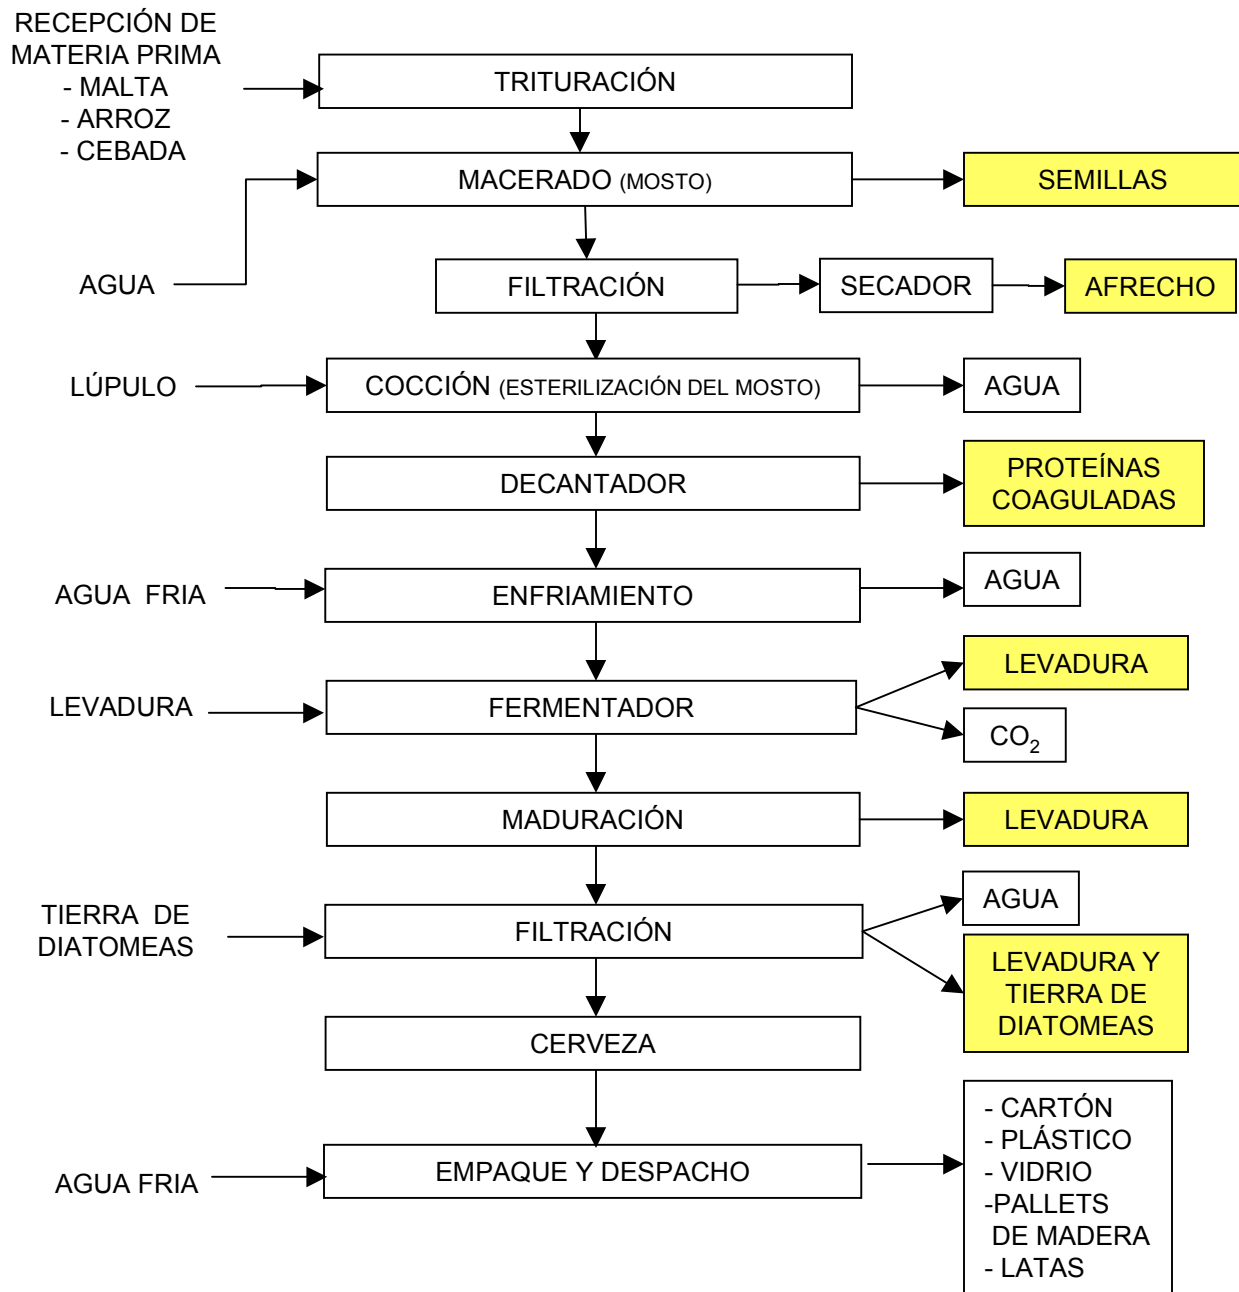 RECEPCIÓN DE
MATERIA PRIMA
- MALTA
- ARROZ
- CEBADA
TRITURACIÓN
MACERADO (MOSTO)
SEMILLAS
AGUA
FILTRACIÓN
SECADOR
AFRECHO
LÚPULO
COCCIÓN (ESTERILIZACIÓN DEL MOSTO)
AGUA
DECANTADOR
PROTEÍNAS
COAGULADAS
AGUA FRIA
ENFRIAMIENTO
AGUA
LEVADURA
FERMENTADOR
LEVADURA
CO₂
MADURACIÓN
LEVADURA
TIERRA DE
DIATOMEAS
FILTRACIÓN
AGUA
LEVADURA Y
TIERRA DE
DIATOMEAS
CERVEZA
AGUA FRIA
EMPAQUE Y DESPACHO
- CARTÓN
- PLÁSTICO
- VIDRIO
-PALLETS
DE MADERA
- LATAS